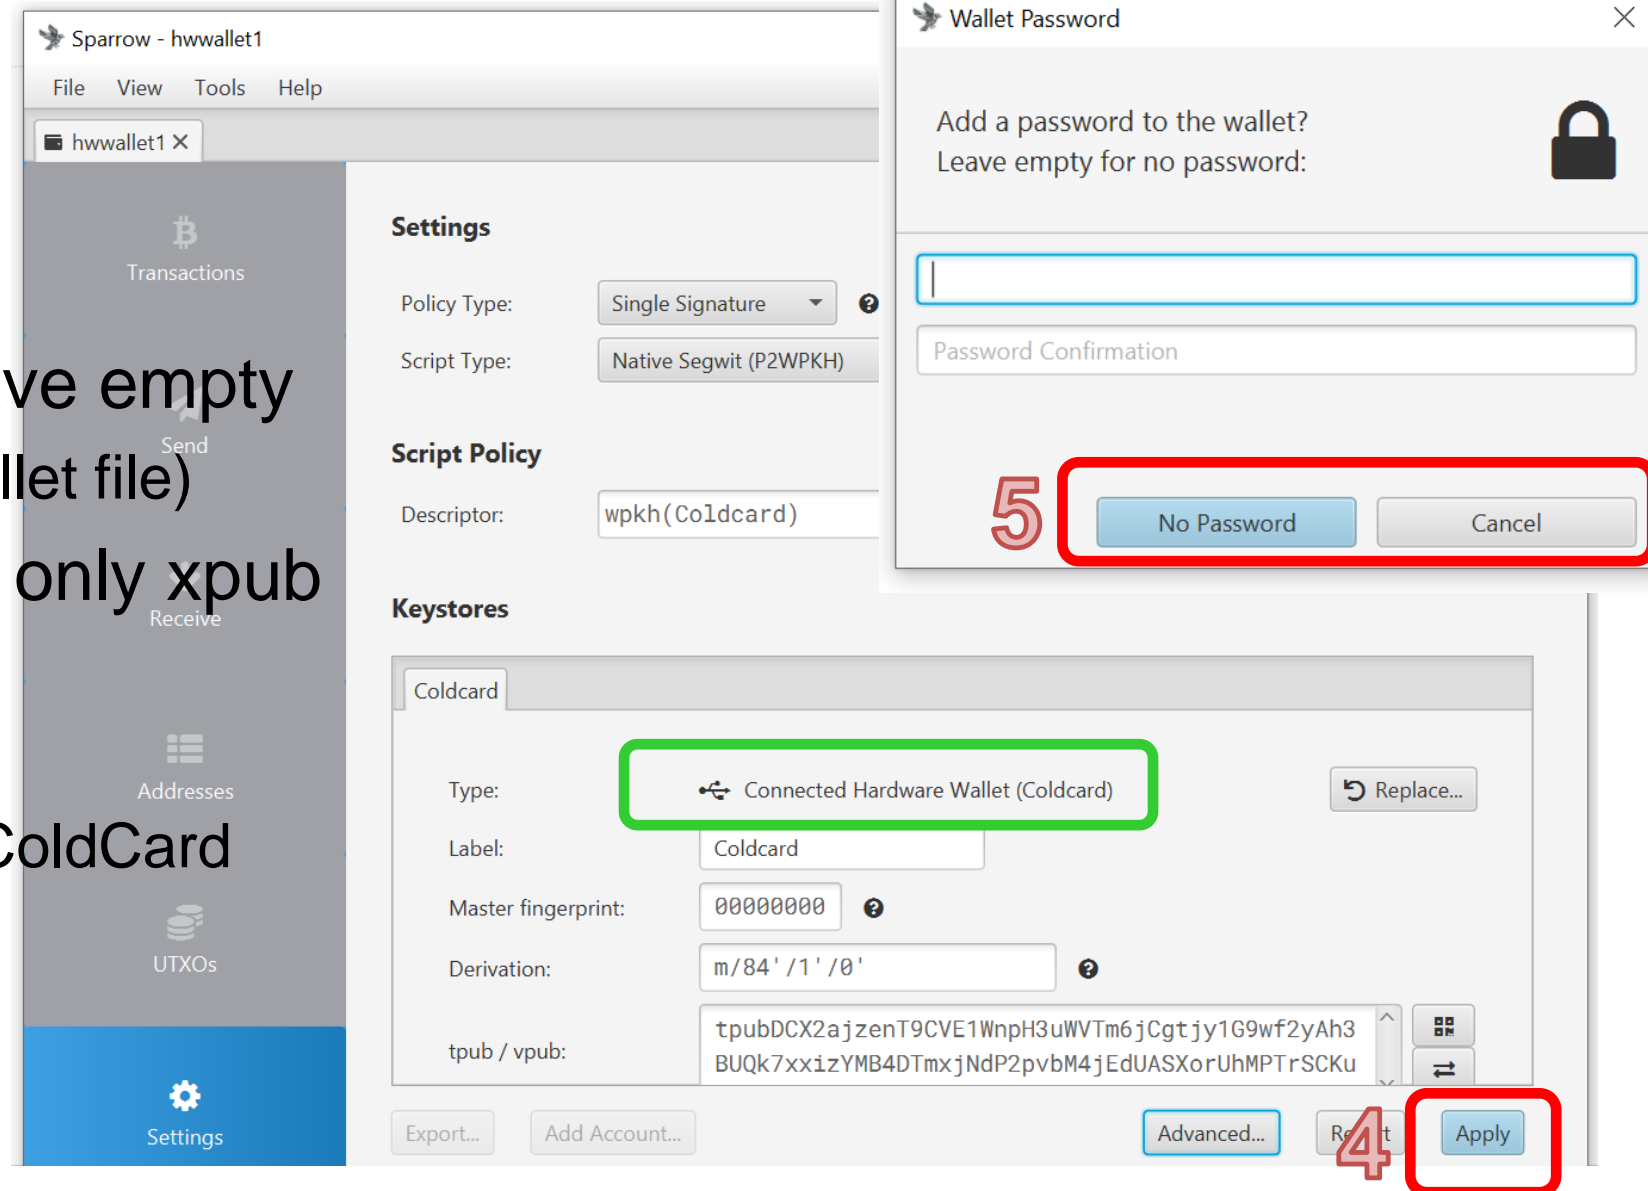 Sparrow - hwwallet1
File View Tools Help
hwwallet1
Transactions
Send
Receive
Addresses
UTXOs
Settings
ve empty
llet file)
only xpub
ColdCard
Settings
Policy Type: Single Signature
Script Type: Native Segwit (P2WPKH)
Script Policy
Descriptor: wpkh(Coldcard)
Keystores
Coldcard
Type: Connected Hardware Wallet (Coldcard) Replace...
Label: Coldcard
Master fingerprint: 00000000
Derivation: m/84'/1'/0'
tpub / vpub: tpubDCX2ajzenT9CVE1WnpH3uWVTm6jCgtjy1G9wf2yAh3
BUQk7xxizYMB4DTmxjNdP2pvbM4jEdUASXorUhMPTrSCKu
Export... Add Account... Advanced... Apply
4
Wallet Password
Add a password to the wallet?
Leave empty for no password:
Password Confirmation
5
No Password Cancel